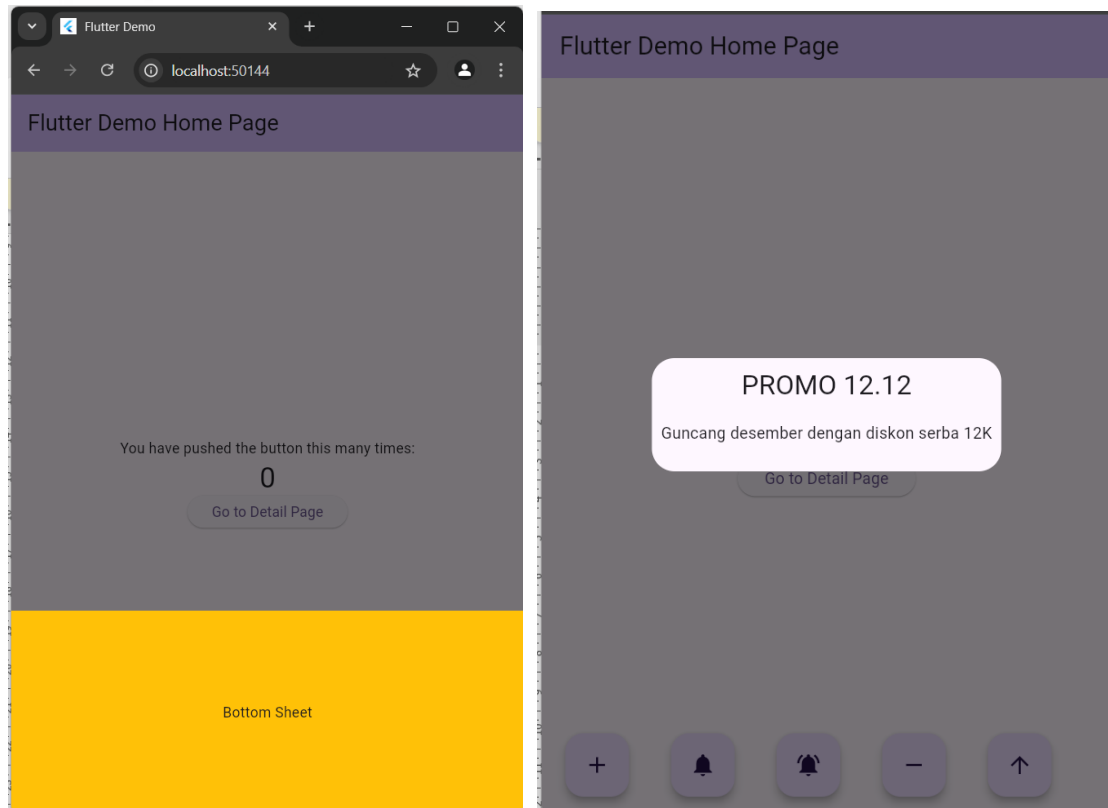 Flutter Demo
localhost:50144
Flutter Demo Home Page
You have pushed the button this many times:
0
Go to Detail Page
Bottom Sheet
Flutter Demo Home Page
PROMO 12.12
Guncang desember dengan diskon serba 12K
Go to Detail Page